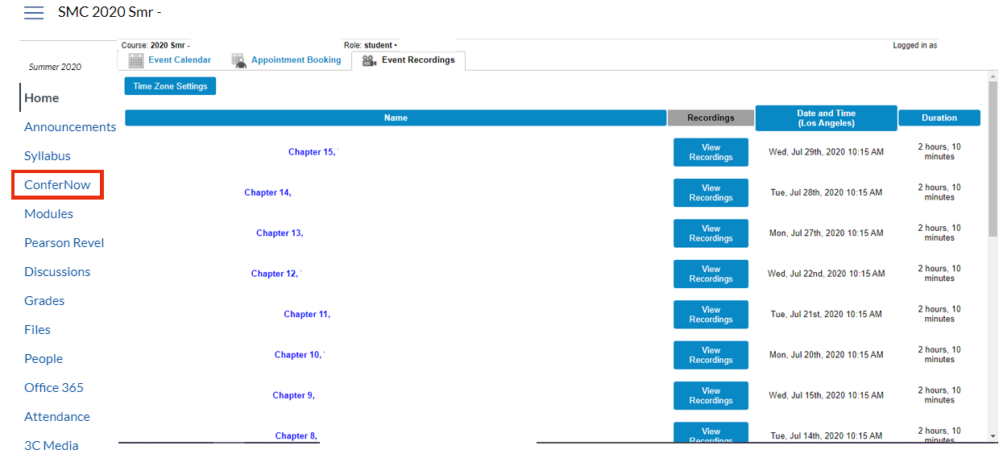 SMC 2020 Smr -
Course: 2020 Smr -
Role: student •
Logged in as
Event Calendar
Appointment Booking
Event Recordings
Summer 2020
Home
Announcements
Syllabus
ConferNow
Modules
Pearson Revel
Discussions
Grades
Files
People
Office 365
Attendance
3C Media
Time Zone Settings
Name
Recordings
Date and Time
(Los Angeles)
Duration
Chapter 15,
View
Recordings
Wed, Jul 29th, 2020 10:15 AM
2 hours, 10
minutes
Chapter 14,
View
Recordings
Tue, Jul 28th, 2020 10:15 AM
2 hours, 10
minutes
Chapter 13,
View
Recordings
Mon, Jul 27th, 2020 10:15 AM
2 hours, 10
minutes
Chapter 12,
View
Recordings
Wed, Jul 22nd, 2020 10:15 AM
2 hours, 10
minutes
Chapter 11,
View
Recordings
Tue, Jul 21st, 2020 10:15 AM
2 hours, 10
minutes
Chapter 10,
View
Recordings
Mon, Jul 20th, 2020 10:15 AM
2 hours, 10
minutes
Chapter 9,
View
Recordings
Wed, Jul 15th, 2020 10:15 AM
2 hours, 10
minutes
Chapter 8,
View
Recordings
Tue, Jul 14th, 2020 10:15 AM
2 hours, 10
minutes